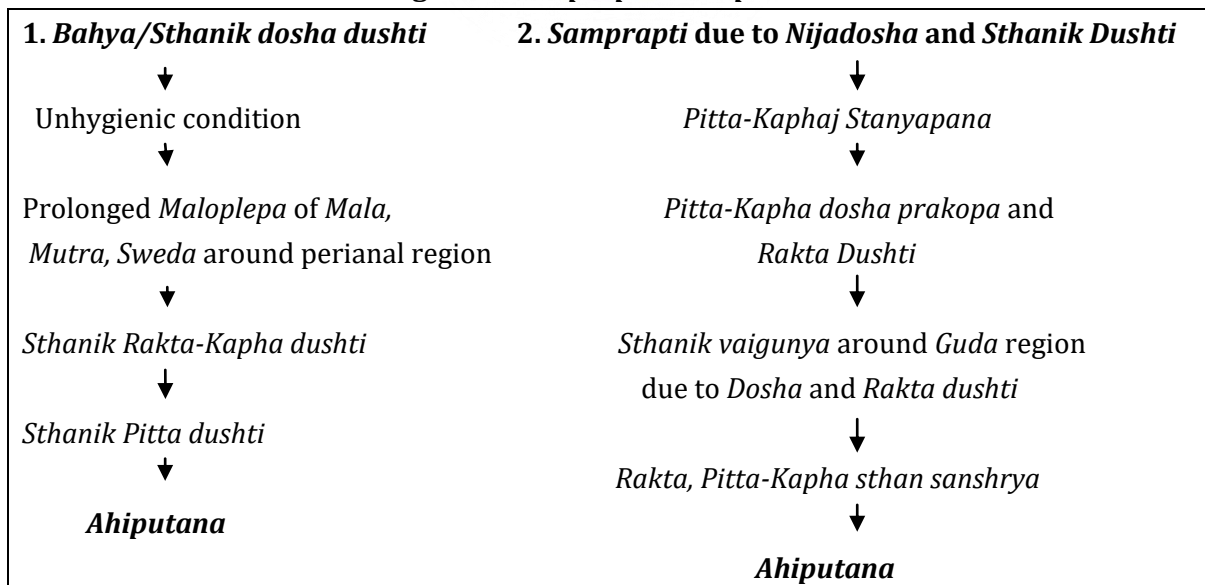 1. Bahya/Sthanik dosha dushti
Unhygienic condition
Prolonged Maloplepa of Mala,
Mutra, Sweda around perianal region
Sthanik Rakta-Kapha dushti
Sthanik Pitta dushti
Ahiputana
2. Samprapti due to Nijadosha and Sthanik Dushti
Pitta-Kaphaj Stanyapana
Pitta-Kapha dosha prakopa and
Rakta Dushti
Sthanik vaigunya around Guda region
due to Dosha and Rakta dushti
Rakta, Pitta-Kapha sthan sanshrya
Ahiputana